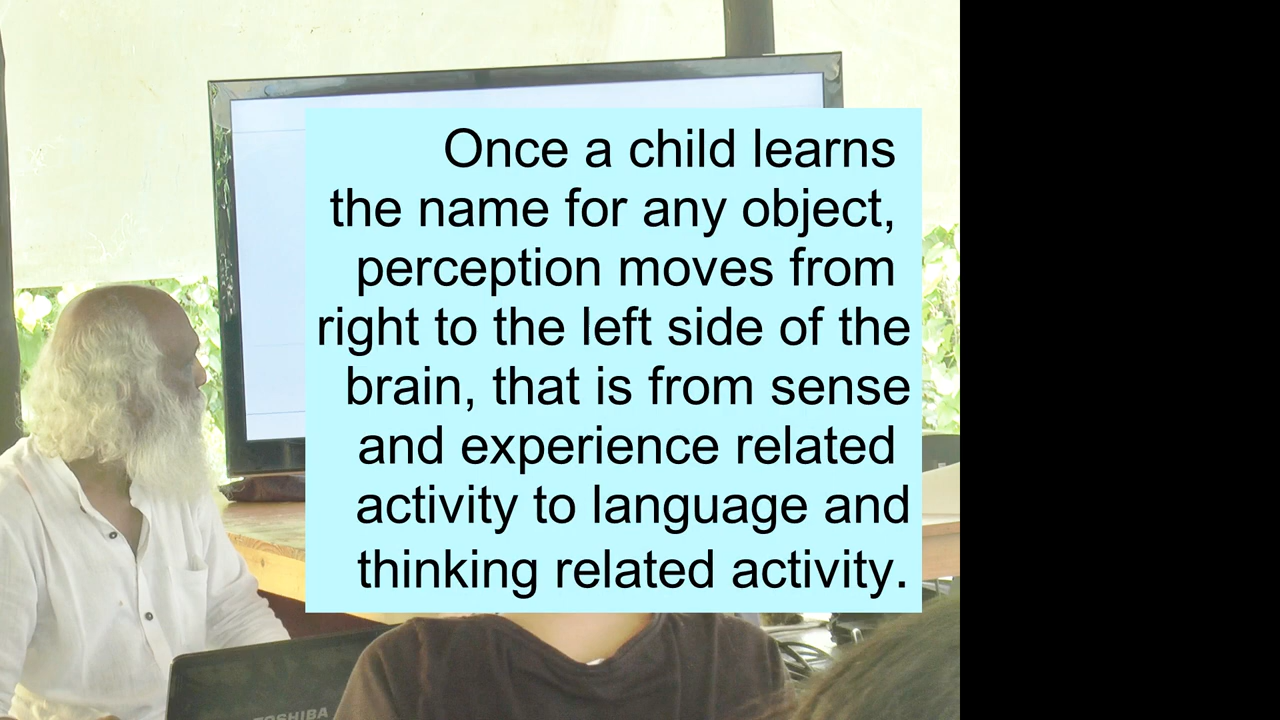 Once a child learns
the name for any object,
perception moves from
right to the left side of the
brain, that is from sense
and experience related
activity to language and
thinking related activity.
TOSHIBA